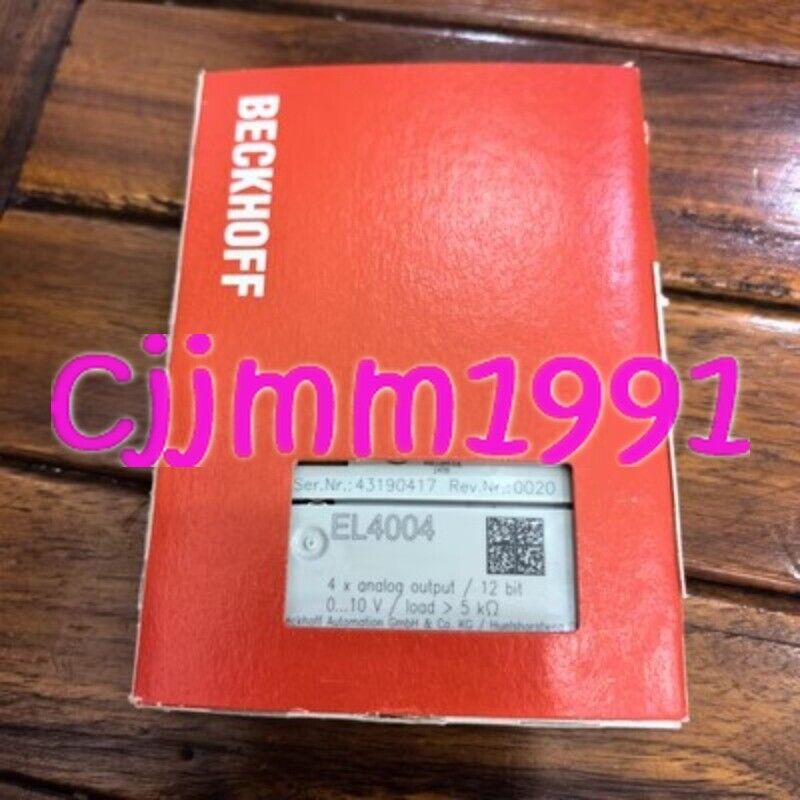 BECKHOFF
cjjmm1991
Ser.Nr.:43190417 Rev.Nr.:0020
EL4004
4 x analog output / 12 bit
0...10 V / load > 5 kΩ
eckhoff Automation GmbH & Co. KG /